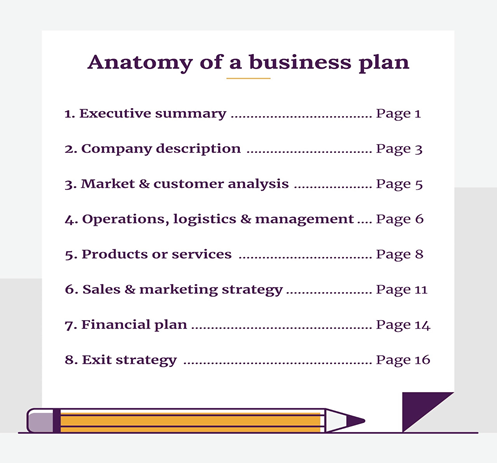 Anatomy of a business plan
1. Executive summary .................................... Page 1
2. Company description ................................ Page 3
3. Market & customer analysis .................... Page 5
4. Operations, logistics & management .... Page 6
5. Products or services .................................. Page 8
6. Sales & marketing strategy ...................... Page 11
7. Financial plan .............................................. Page 14
8. Exit strategy ................................................ Page 16